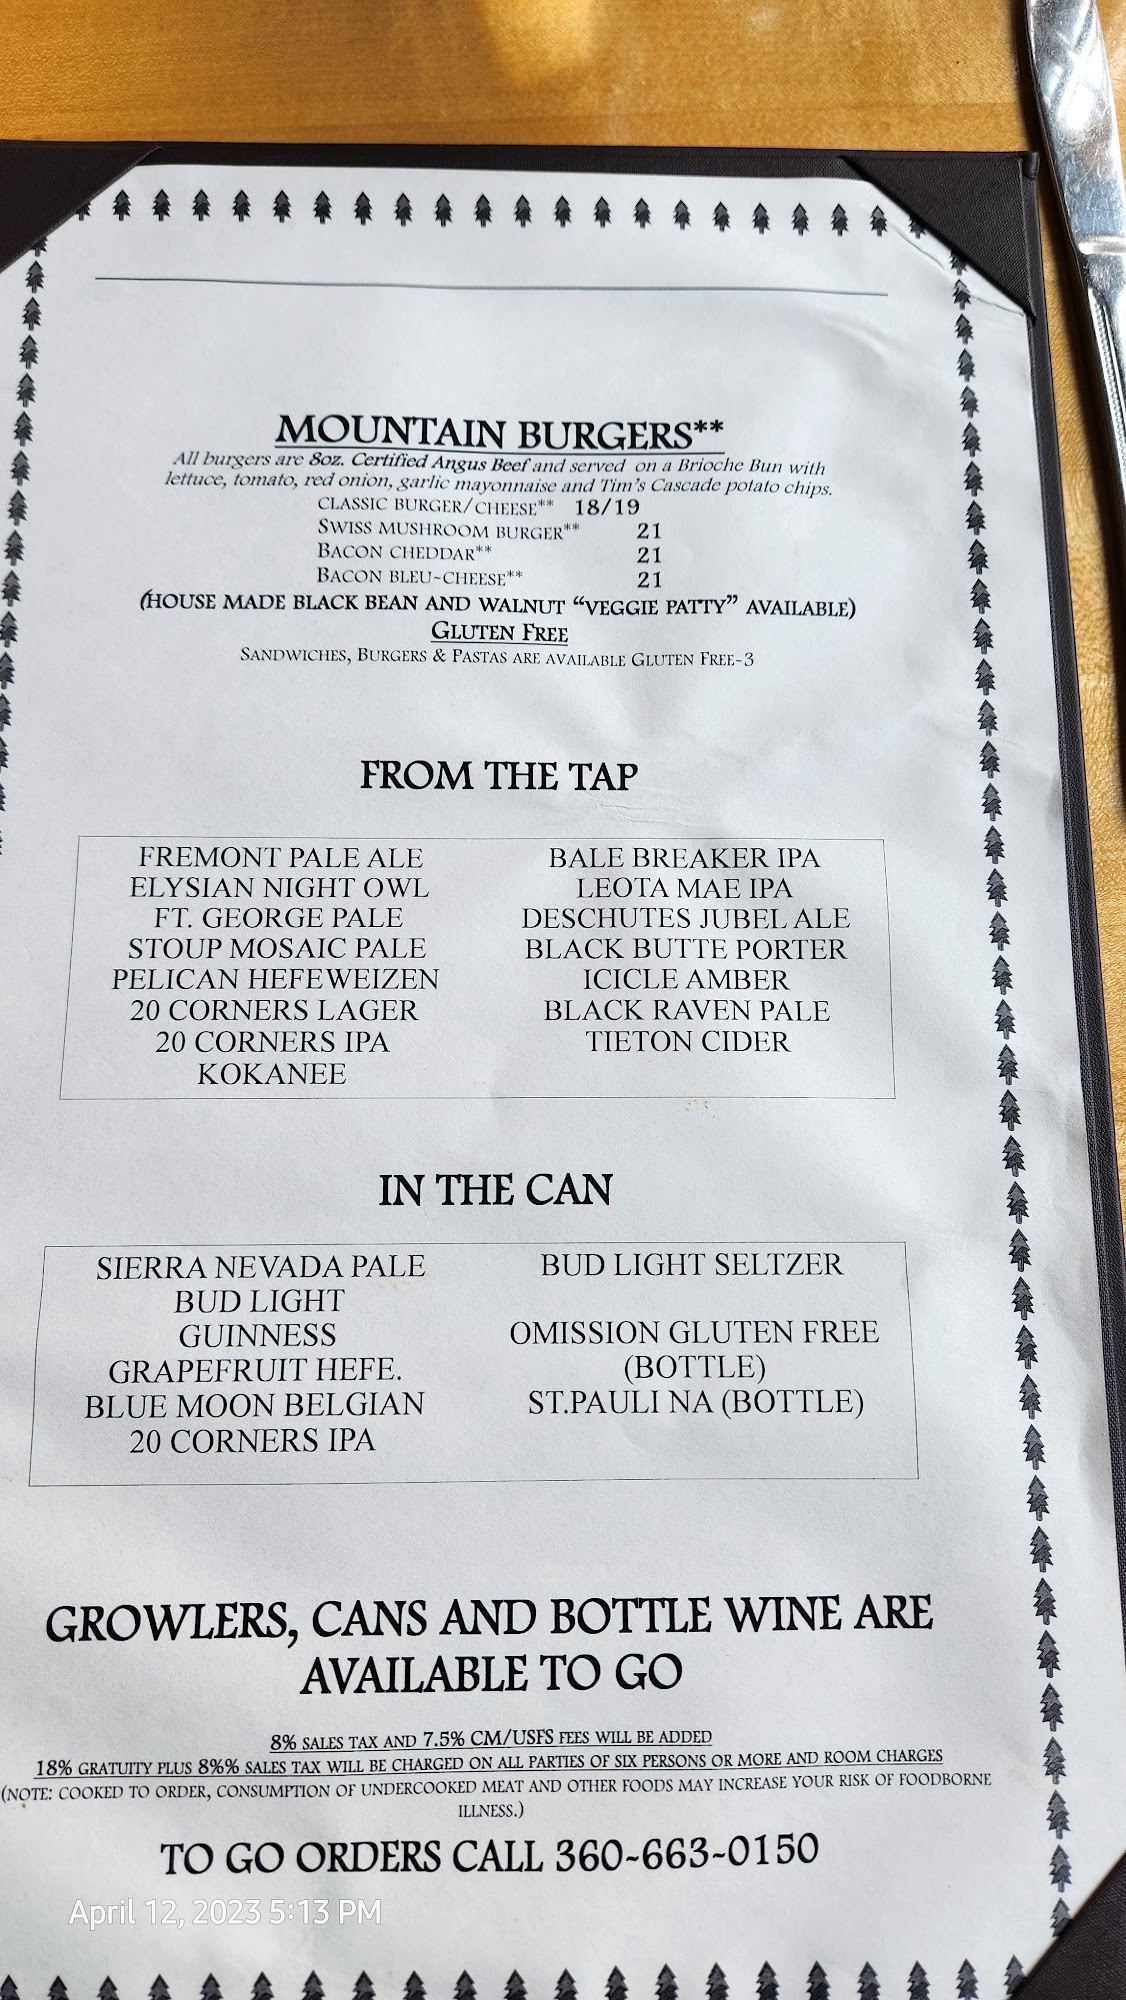 MOUNTAIN BURGERS**
All burgers are 8oz. Certified Angus Beef and served on a Brioche Bun with
lettuce, tomato, red onion, garlic mayonnaise and Tim's Cascade potato chips.
CLASSIC BURGER/CHEESE** 18/19
SWISS MUSHROOM BURGER** 21
BACON CHEDDAR** 21
BACON BLEU-CHEESE** 21
(HOUSE MADE BLACK BEAN AND WALNUT “VEGGIE PATTY” AVAILABLE)
GLUTEN FREE
SANDWICHES, BURGERS & PASTAS ARE AVAILABLE GLUTEN FREE-3
FROM THE TAP
FREMONT PALE ALE
ELYSIAN NIGHT OWL
FT. GEORGE PALE
STOUP MOSAIC PALE
PELICAN HEFEWEIZEN
20 CORNERS LAGER
20 CORNERS IPA
KOKANEE
BALE BREAKER IPA
LEOTA MAE IPA
DESCHUTES JUBEL ALE
BLACK BUTTE PORTER
ICICLE AMBER
BLACK RAVEN PALE
TIETON CIDER
IN THE CAN
SIERRA NEVADA PALE
BUD LIGHT
GUINNESS
GRAPEFRUIT HEFE.
BLUE MOON BELGIAN
20 CORNERS IPA
BUD LIGHT SELTZER
OMISSION GLUTEN FREE
(BOTTLE)
ST.PAULI NA (BOTTLE)
GROWLERS, CANS AND BOTTLE WINE ARE
AVAILABLE TO GO
8% SALES TAX AND 7.5% CM/USFS FEES WILL BE ADDED
18% GRATUITY PLUS 8%% SALES TAX WILL BE CHARGED ON ALL PARTIES OF SIX PERSONS OR MORE AND ROOM CHARGES
(NOTE: COOKED TO ORDER, CONSUMPTION OF UNDERCOOKED MEAT AND OTHER FOODS MAY INCREASE YOUR RISK OF FOODBORNE
ILLNESS.)
TO GO ORDERS CALL 360-663-0150
April 12, 2023 5:13 PM